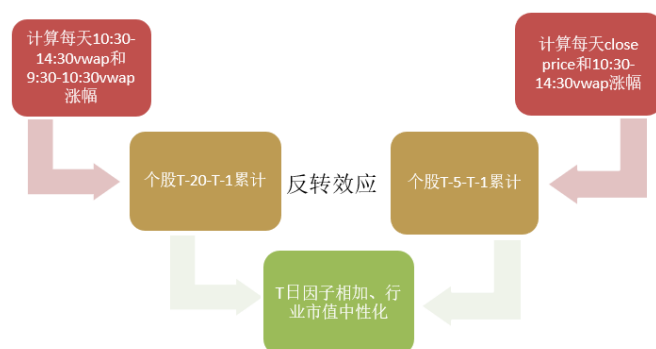 计算每天10:30-
14:30vwap和
9:30-10:30vwap
涨幅
计算每天close
price和10:30-
14:30vwap涨幅
个股T-20-T-1累计
反转效应
个股T-5-T-1累计
T日因子相加、行
业市值中性化